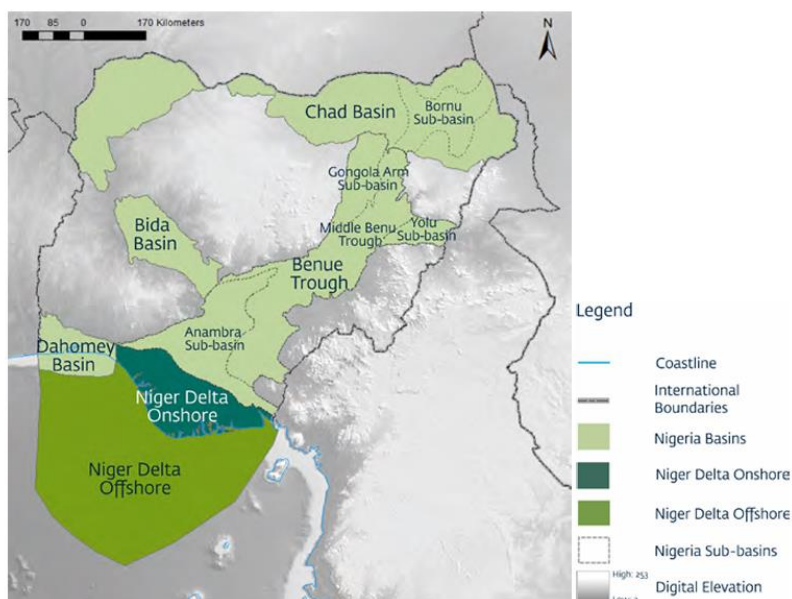 170 85 0 170 Kilometers
N
Chad Basin
Bornu
Sub-basin
Gongola Arm
Sub-basin
Bida
Basin
Middle Benu
Trough
Yolu
Sub-basin
Benue
Trough
Anambra
Sub-basin
Dahomey
Basin
Niger Delta
Onshore
Niger Delta
Offshore
Legend
Coastline
International
Boundaries
Nigeria Basins
Niger Delta Onshore
Niger Delta Offshore
Nigeria Sub-basins
High: 253
Digital Elevation